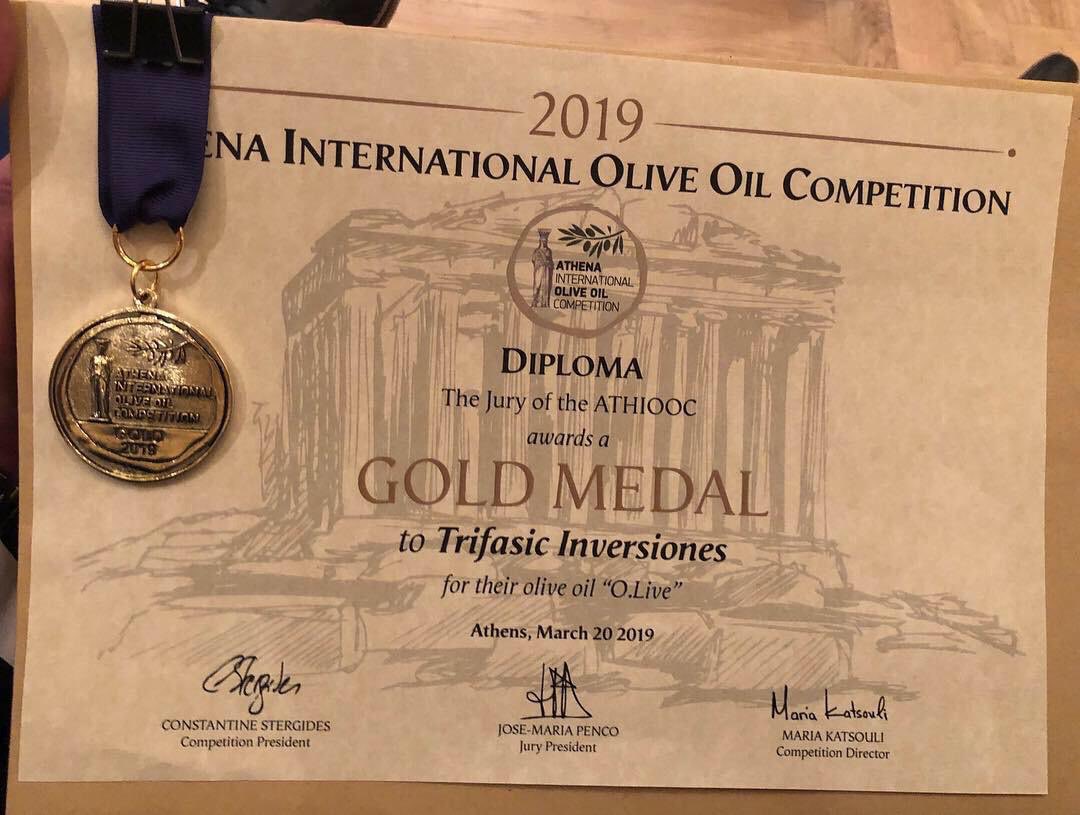 2019
ENA INTERNATIONAL OLIVE OIL COMPETITION
ATHENA
INTERNATIONAL
OLIVE OIL
COMPETITION
DIPLOMA
The Jury of the ATHIOOC
awards a
GOLD MEDAL
to Trifasic Inversiones
for their olive oil “O.Live”
Athens, March 20 2019
CStergides
CONSTANTINE STERGIDES
Competition President
JOSE-MARIA PENCO
Jury President
Maria Katsouli
MARIA KATSOULI
Competition Director
ATHENA
INTERNATIONAL
OLIVE OIL
COMPETITION
GOLD
2019